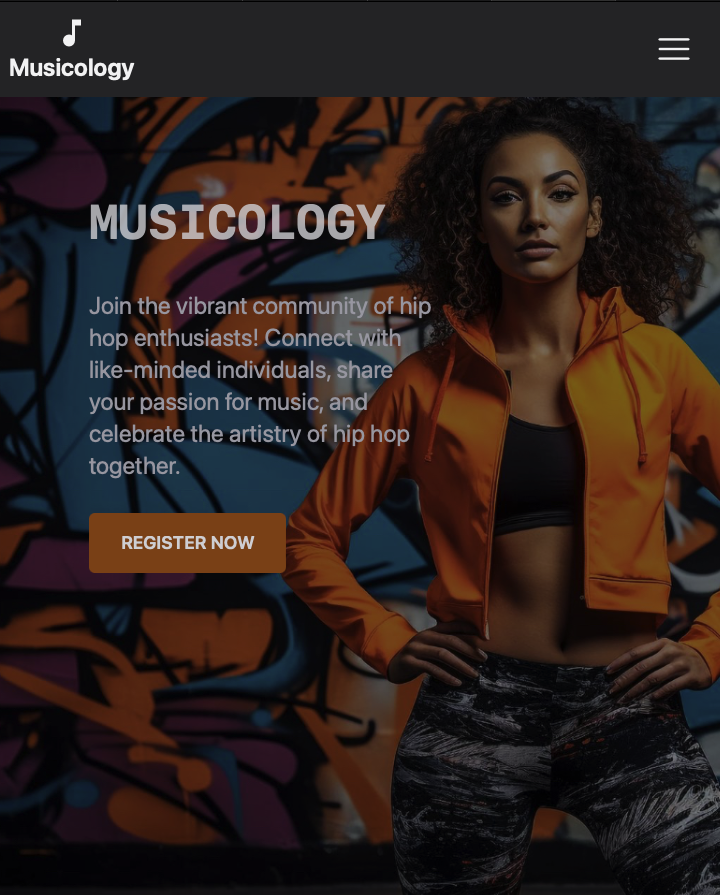 Musicology
MUSICOLOGY
Join the vibrant community of hip
hop enthusiasts! Connect with
like-minded individuals, share
your passion for music, and
celebrate the artistry of hip hop
together.
REGISTER NOW